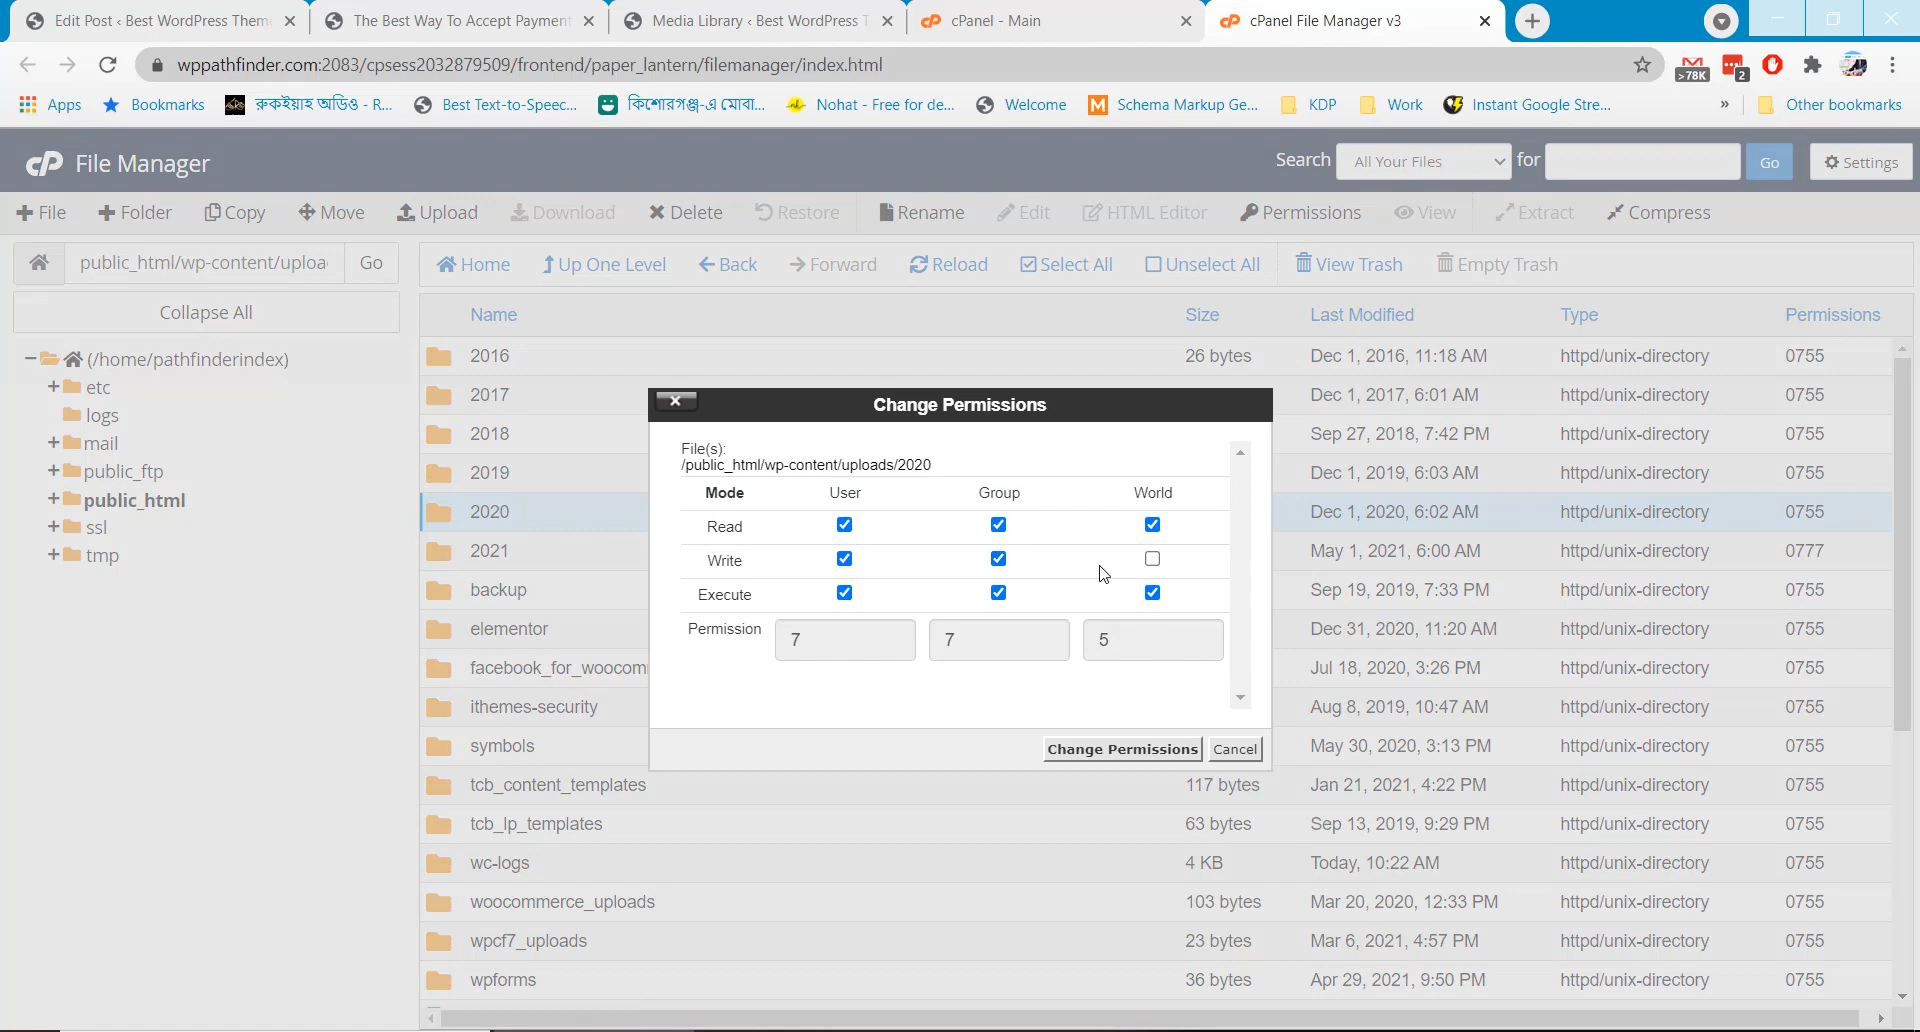 Edit Post ‹ Best WordPress Them
The Best Way To Accept Payment
Media Library ‹ Best WordPress T
cPanel - Main
cPanel File Manager v3
wppathfinder.com:2083/cpsess2032879509/frontend/paper_lantern/filemanager/index.html
>78K
2
Apps
Bookmarks
রুকইয়াহ অডিও - R...
Best Text-to-Speec...
কিশোরগঞ্জ-এ মোবা...
Nohat - Free for de...
Welcome
Schema Markup Ge...
KDP
Work
Instant Google Stre...
»
Other bookmarks
cP File Manager
Search
All Your Files
for
Go
Settings
File
Folder
Copy
Move
Upload
Download
Delete
Restore
Rename
Edit
HTML Editor
Permissions
View
Extract
Compress
public_html/wp-content/uploa
Go
Home
Up One Level
Back
Forward
Reload
Select All
Unselect All
View Trash
Empty Trash
Collapse All
(/home/pathfinderindex)
etc
logs
mail
public_ftp
public_html
ssl
tmp
Name Size Last Modified Type Permissions
2016 26 bytes Dec 1, 2016, 11:18 AM httpd/unix-directory 0755
2017 Dec 1, 2017, 6:01 AM httpd/unix-directory 0755
2018 Sep 27, 2018, 7:42 PM httpd/unix-directory 0755
2019 Dec 1, 2019, 6:03 AM httpd/unix-directory 0755
2020 Dec 1, 2020, 6:02 AM httpd/unix-directory 0755
2021 May 1, 2021, 6:00 AM httpd/unix-directory 0777
backup Sep 19, 2019, 7:33 PM httpd/unix-directory 0755
elementor Dec 31, 2020, 11:20 AM httpd/unix-directory 0755
facebook_for_woocom Jul 18, 2020, 3:26 PM httpd/unix-directory 0755
ithemes-security Aug 8, 2019, 10:47 AM httpd/unix-directory 0755
symbols May 30, 2020, 3:13 PM httpd/unix-directory 0755
tcb_content_templates 117 bytes Jan 21, 2021, 4:22 PM httpd/unix-directory 0755
tcb_lp_templates 63 bytes Sep 13, 2019, 9:29 PM httpd/unix-directory 0755
wc-logs 4 KB Today, 10:22 AM httpd/unix-directory 0755
woocommerce_uploads 103 bytes Mar 20, 2020, 12:33 PM httpd/unix-directory 0755
wpcf7_uploads 23 bytes Mar 6, 2021, 4:57 PM httpd/unix-directory 0755
wpforms 36 bytes Apr 29, 2021, 9:50 PM httpd/unix-directory 0755
Change Permissions
File(s):
/public_html/wp-content/uploads/2020
Mode User Group World
Read
Write
Execute
Permission 7 7 5
Change Permissions
Cancel